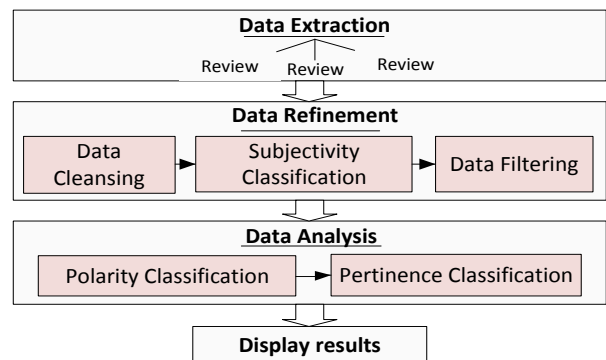 Data Extraction
Review Review Review
Data Refinement
Data Cleansing
Subjectivity Classification
Data Filtering
Data Analysis
Polarity Classification
Pertinence Classification
Display results